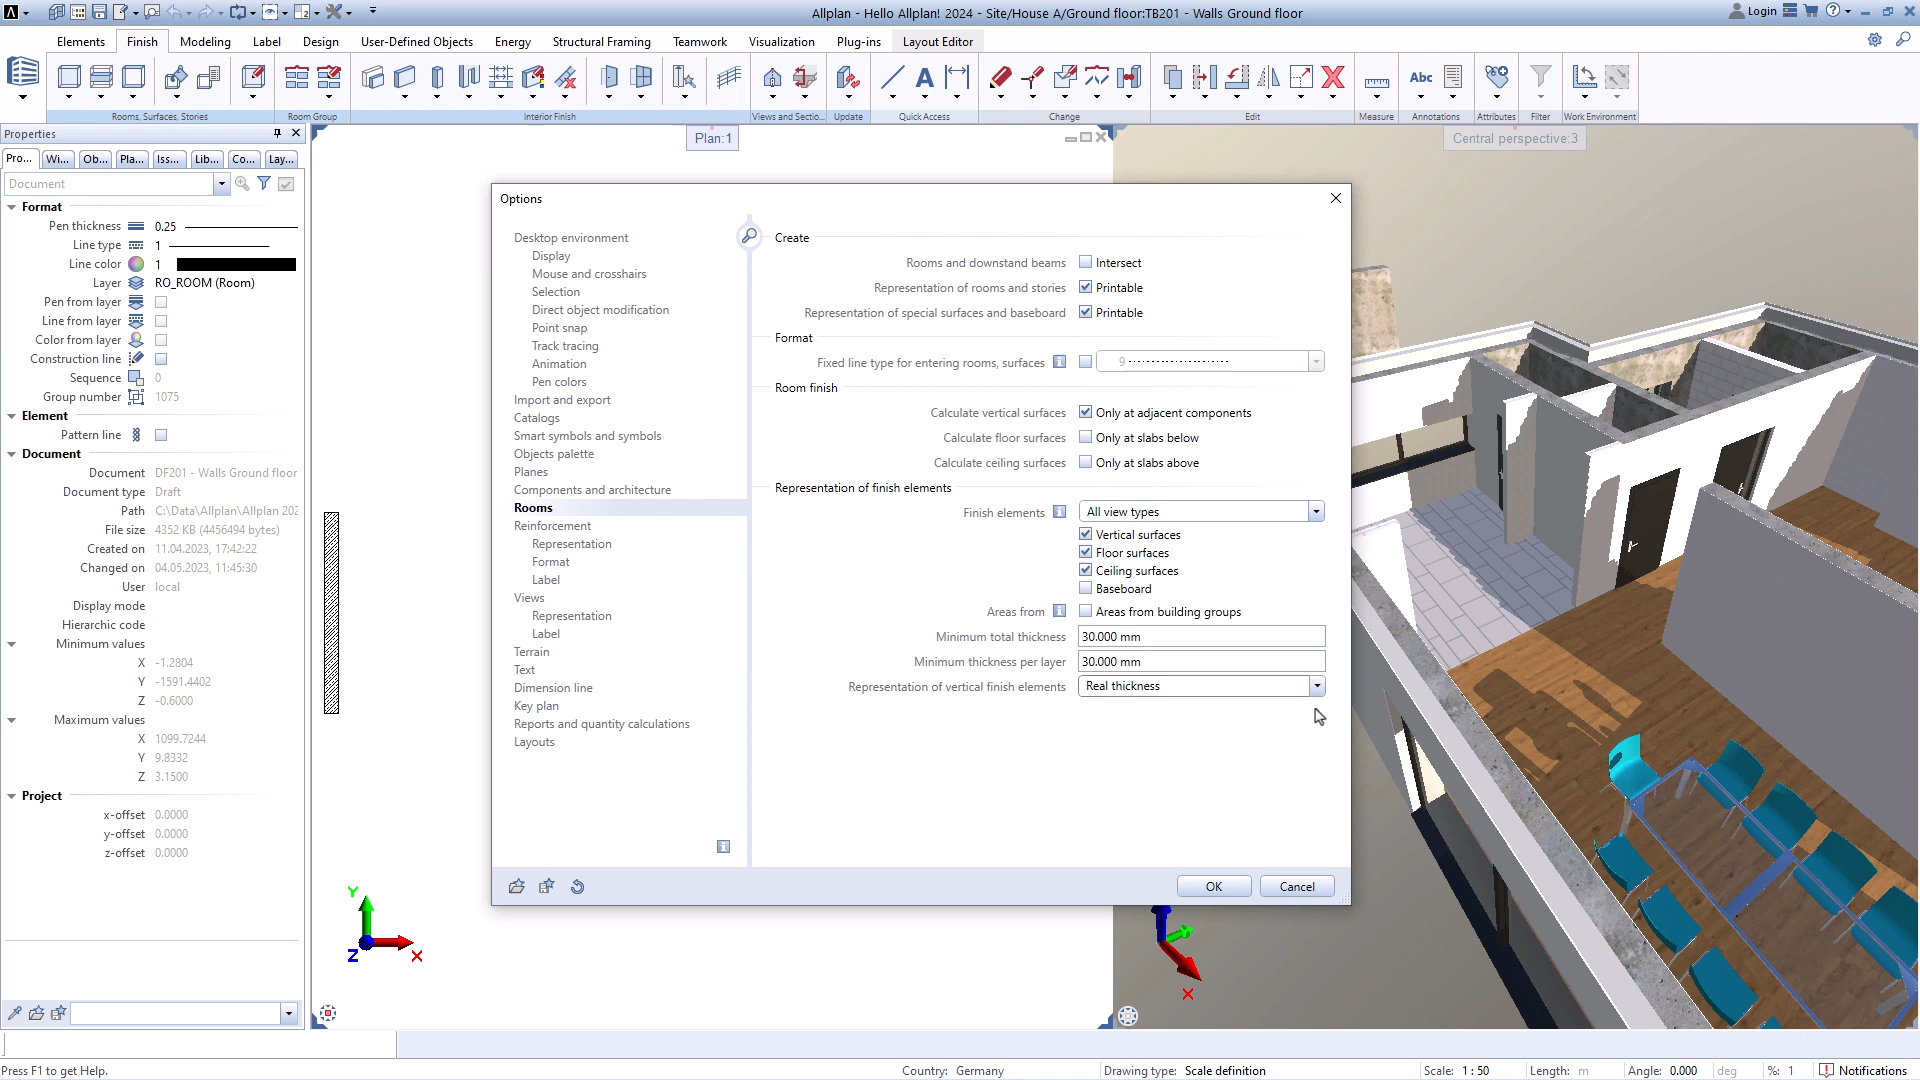 Allplan - Hello Allplan! 2024 - Site/House A/Ground floor:TB201 - Walls Ground floor
Login
Elements
Finish
Modeling
Label
Design
User-Defined Objects
Energy
Structural Framing
Teamwork
Visualization
Plug-ins
Layout Editor
Abc
Rooms, Surfaces, Stories
Room Group
Interior Finish
Views and Sectio...
Update
Quick Access
Change
Edit
Measure
Annotations
Attributes
Filter
Work Environment
Properties
Pro...
Wi...
Ob...
Pla...
Iss...
Lib...
Co...
Lay...
Document
Format
Pen thickness 0.25
Line type 1
Line color 1
Layer RO_ROOM (Room)
Pen from layer
Line from layer
Color from layer
Construction line
Sequence 0
Group number 1075
Element
Pattern line
Document
Document DF201 - Walls Ground floor
Document type Draft
Path C:\Data\Allplan\Allplan 202
File size 4352 KB (4456494 bytes)
Created on 11.04.2023, 17:42:22
Changed on 04.05.2023, 11:45:30
User local
Display mode
Hierarchic code
Minimum values
X -1.2804
Y -1591.4402
Z -0.6000
Maximum values
X 1099.7244
Y 9.8332
Z 3.1500
Project
x-offset 0.0000
y-offset 0.0000
z-offset 0.0000
Plan:1
Central perspective:3
Options
Desktop environment
Display
Mouse and crosshairs
Selection
Direct object modification
Point snap
Track tracing
Animation
Pen colors
Import and export
Catalogs
Smart symbols and symbols
Objects palette
Planes
Components and architecture
Rooms
Reinforcement
Representation
Format
Label
Views
Representation
Label
Terrain
Text
Dimension line
Key plan
Reports and quantity calculations
Layouts
Create
Rooms and downstand beams Intersect
Representation of rooms and stories Printable
Representation of special surfaces and baseboard Printable
Format
Fixed line type for entering rooms, surfaces 9
Room finish
Calculate vertical surfaces Only at adjacent components
Calculate floor surfaces Only at slabs below
Calculate ceiling surfaces Only at slabs above
Representation of finish elements
Finish elements All view types
Vertical surfaces
Floor surfaces
Ceiling surfaces
Baseboard
Areas from Areas from building groups
Minimum total thickness 30.000 mm
Minimum thickness per layer 30.000 mm
Representation of vertical finish elements Real thickness
OK
Cancel
Y
Z
X
X
Press F1 to get Help.
Country: Germany
Drawing type: Scale definition
Scale: 1 : 50
Length: m
Angle: 0.000 deg
%: 1
Notifications